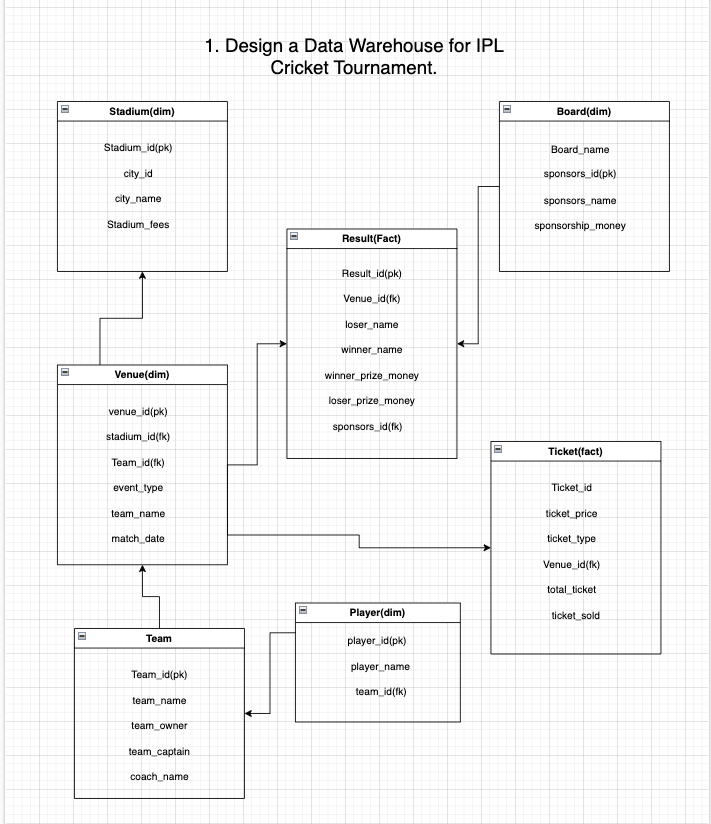 1. Design a Data Warehouse for IPL
Cricket Tournament.
Stadium(dim)
Stadium_id(pk)
city_id
city_name
Stadium_fees
Board(dim)
Board_name
sponsors_id(pk)
sponsors_name
sponsorship_money
Result(Fact)
Result_id(pk)
Venue_id(fk)
loser_name
winner_name
winner_prize_money
loser_prize_money
sponsors_id(fk)
Venue(dim)
venue_id(pk)
stadium_id(fk)
Team_id(fk)
event_type
team_name
match_date
Ticket(fact)
Ticket_id
ticket_price
ticket_type
Venue_id(fk)
total_ticket
ticket_sold
Team
Team_id(pk)
team_name
team_owner
team_captain
coach_name
Player(dim)
player_id(pk)
player_name
team_id(fk)